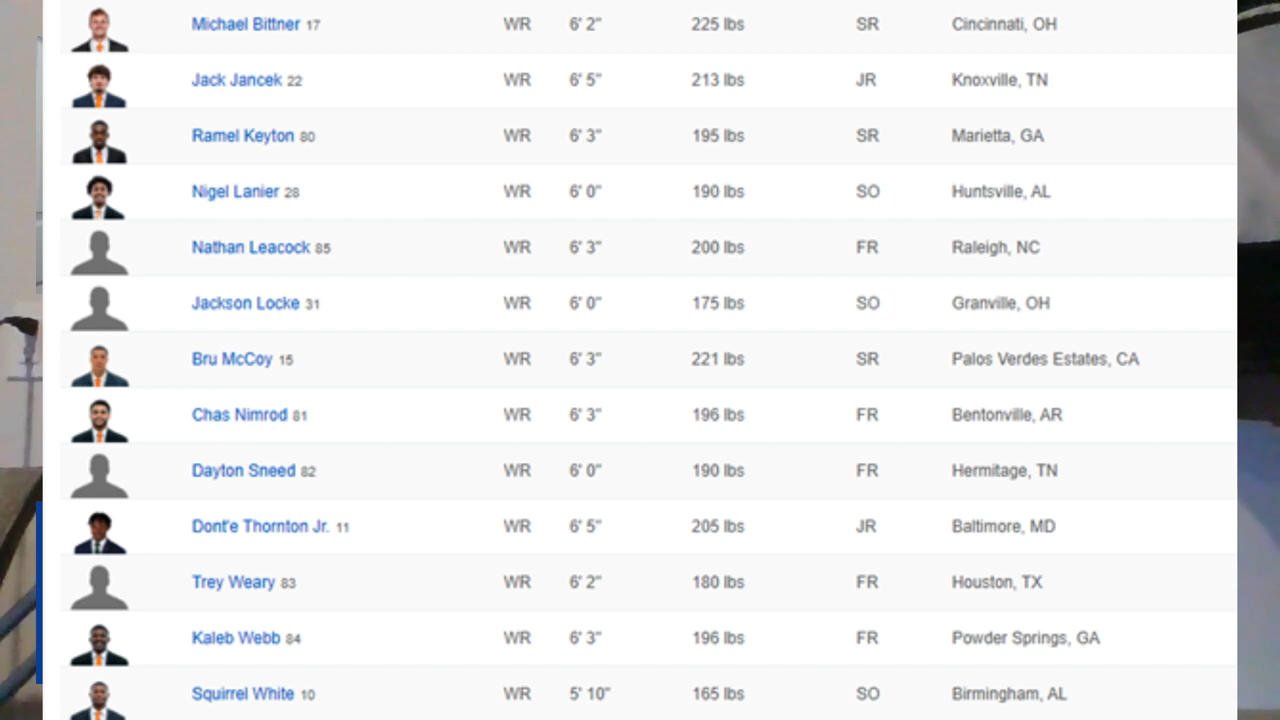 Michael Bittner 17 WR 6' 2" 225 lbs SR Cincinnati, OH
Jack Jancek 22 WR 6' 5" 213 lbs JR Knoxville, TN
Ramel Keyton 80 WR 6' 3" 195 lbs SR Marietta, GA
Nigel Lanier 28 WR 6' 0" 190 lbs SO Huntsville, AL
Nathan Leacock 85 WR 6' 3" 200 lbs FR Raleigh, NC
Jackson Locke 31 WR 6' 0" 175 lbs SO Granville, OH
Bru McCoy 15 WR 6' 3" 221 lbs SR Palos Verdes Estates, CA
Chas Nimrod 81 WR 6' 3" 196 lbs FR Bentonville, AR
Dayton Sneed 82 WR 6' 0" 190 lbs FR Hermitage, TN
Dont'e Thornton Jr. 11 WR 6' 5" 205 lbs JR Baltimore, MD
Trey Weary 83 WR 6' 2" 180 lbs FR Houston, TX
Kaleb Webb 84 WR 6' 3" 196 lbs FR Powder Springs, GA
Squirrel White 10 WR 5' 10" 165 lbs SO Birmingham, AL